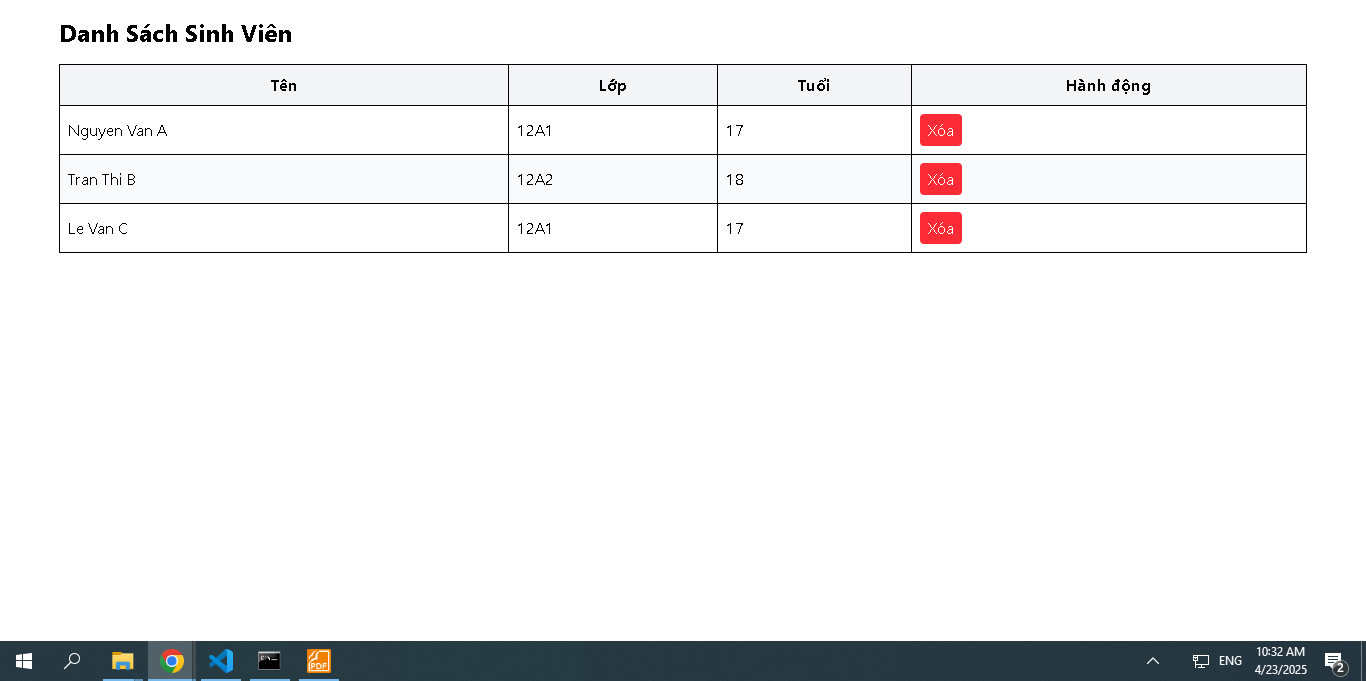 Danh Sách Sinh Viên
Tên Lớp Tuổi Hành động
Nguyen Van A 12A1 17 Xóa
Tran Thi B 12A2 18 Xóa
Le Van C 12A1 17 Xóa
PDF ENG 10:32 AM
4/23/2025 2